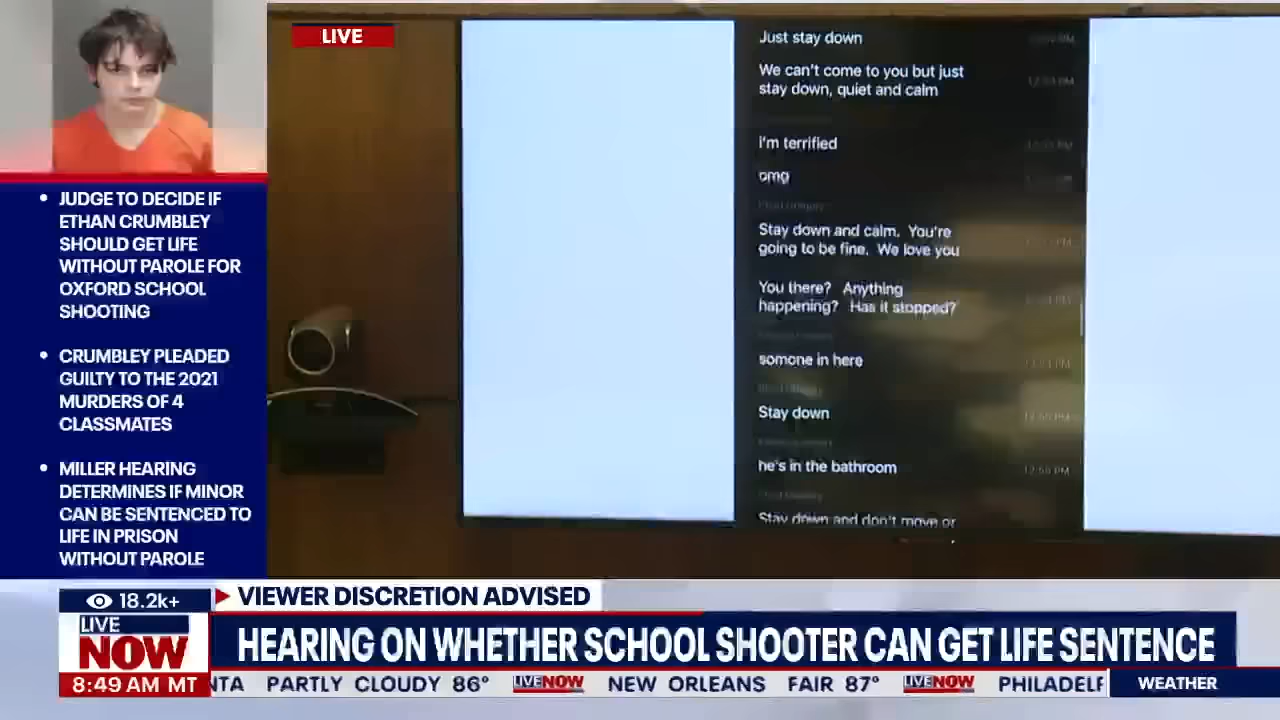 LIVE
JUDGE TO DECIDE IF
ETHAN CRUMBLEY
SHOULD GET LIFE
WITHOUT PAROLE FOR
OXFORD SCHOOL
SHOOTING
CRUMBLEY PLEADED
GUILTY TO THE 2021
MURDERS OF 4
CLASSMATES
MILLER HEARING
DETERMINES IF MINOR
CAN BE SENTENCED TO
LIFE IN PRISON
WITHOUT PAROLE
Just stay down
We can't come to you but just
stay down, quiet and calm
i'm terrified
omg
Stay down and calm. You're
going to be fine. We love you
You there? Anything
happening? Has it stopped?
somone in here
Stay down
he's in the bathroom
12:58 PM
Stay down and don't move or
18.2k+
VIEWER DISCRETION ADVISED
LIVE
NOW
HEARING ON WHETHER SCHOOL SHOOTER CAN GET LIFE SENTENCE
8:49 AM MT
NTA PARTLY CLOUDY 86° LIVENOW NEW ORLEANS FAIR 87° LIVENOW PHILADELF
WEATHER